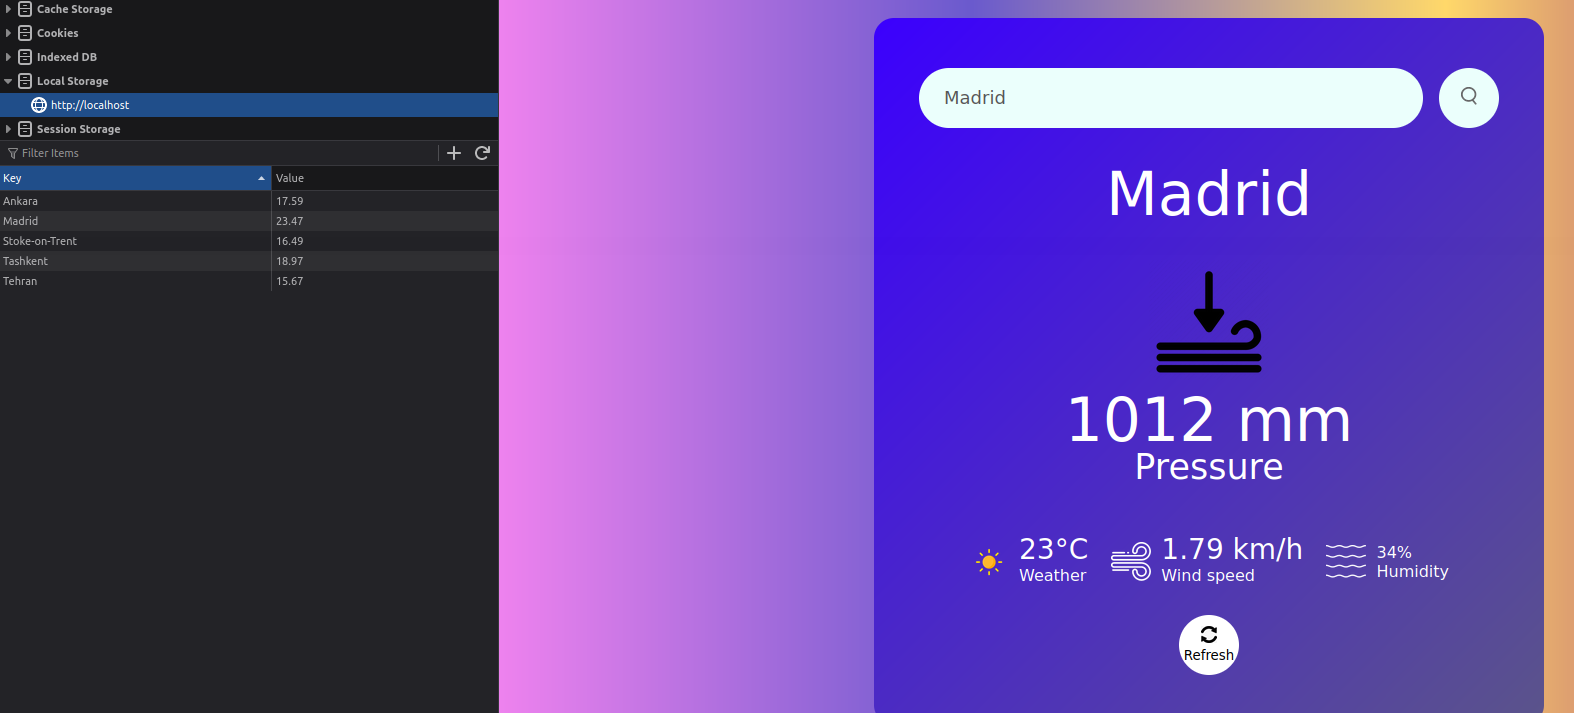 Cache Storage
Cookies
Indexed DB
Local Storage
http://localhost
Session Storage
Filter Items
Key Value
Ankara 17.59
Madrid 23.47
Stoke-on-Trent 16.49
Tashkent 18.97
Tehran 15.67
Madrid
Madrid
1012 mm
Pressure
23°C 1.79 km/h 34%
Weather Wind speed Humidity
Refresh